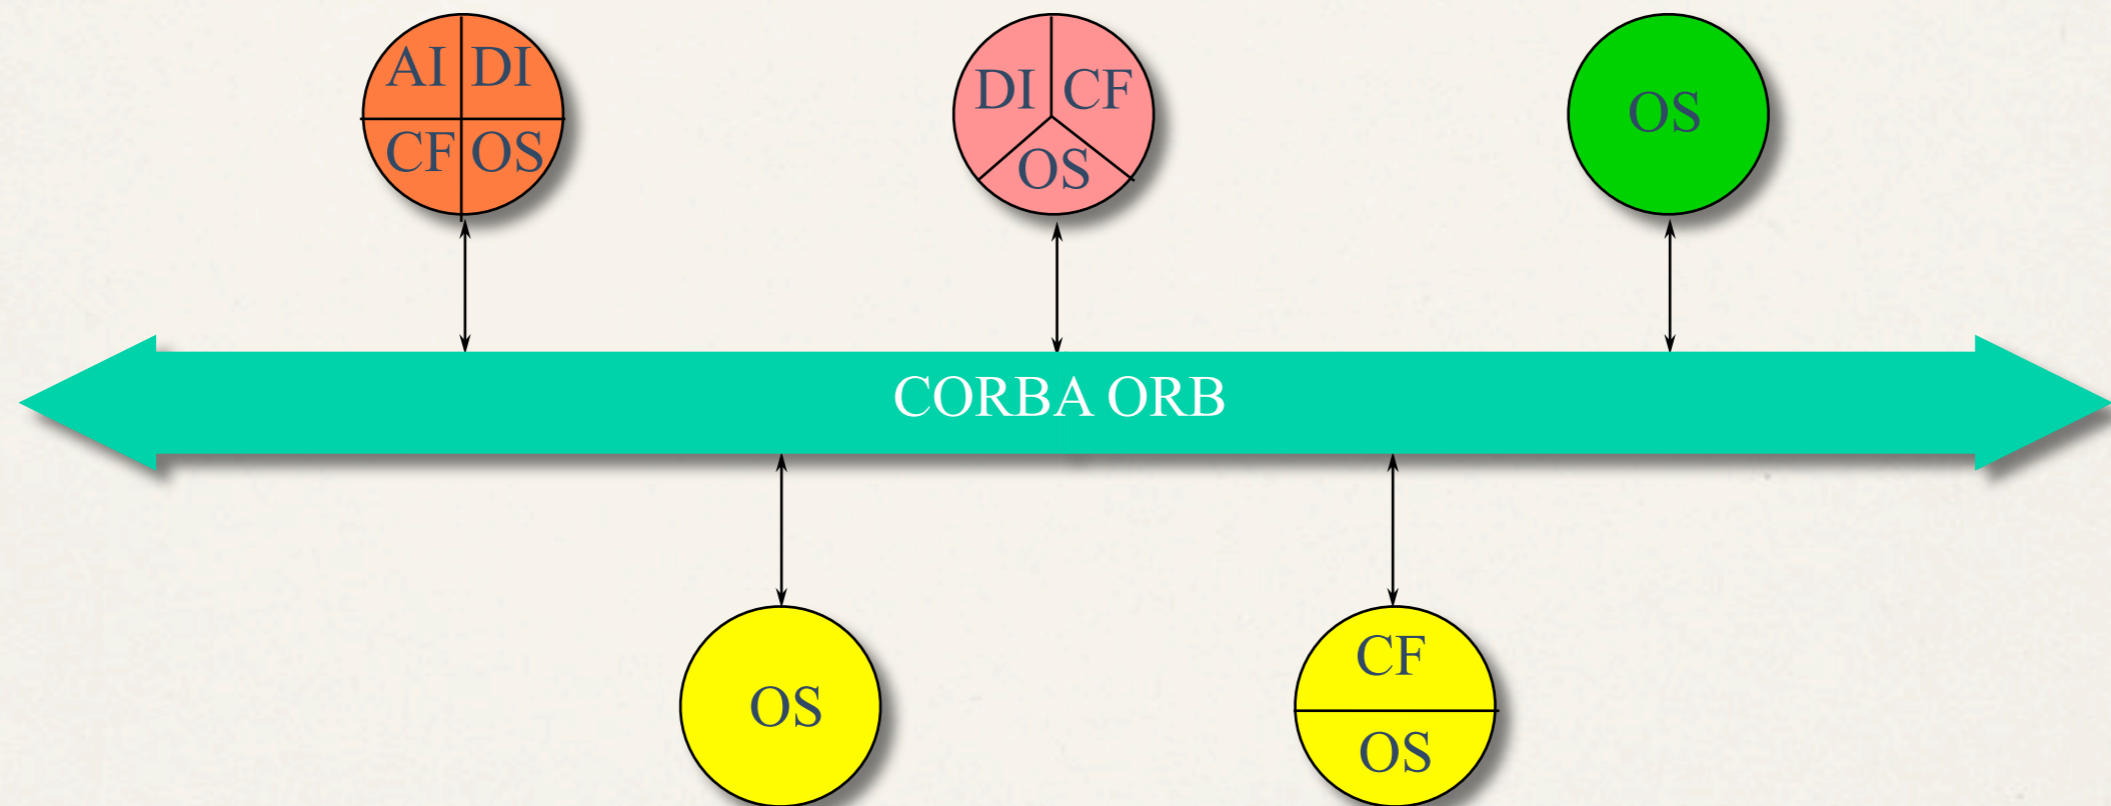 AI DI
CF OS
DI CF
OS
OS
CORBA ORB
OS
CF
OS